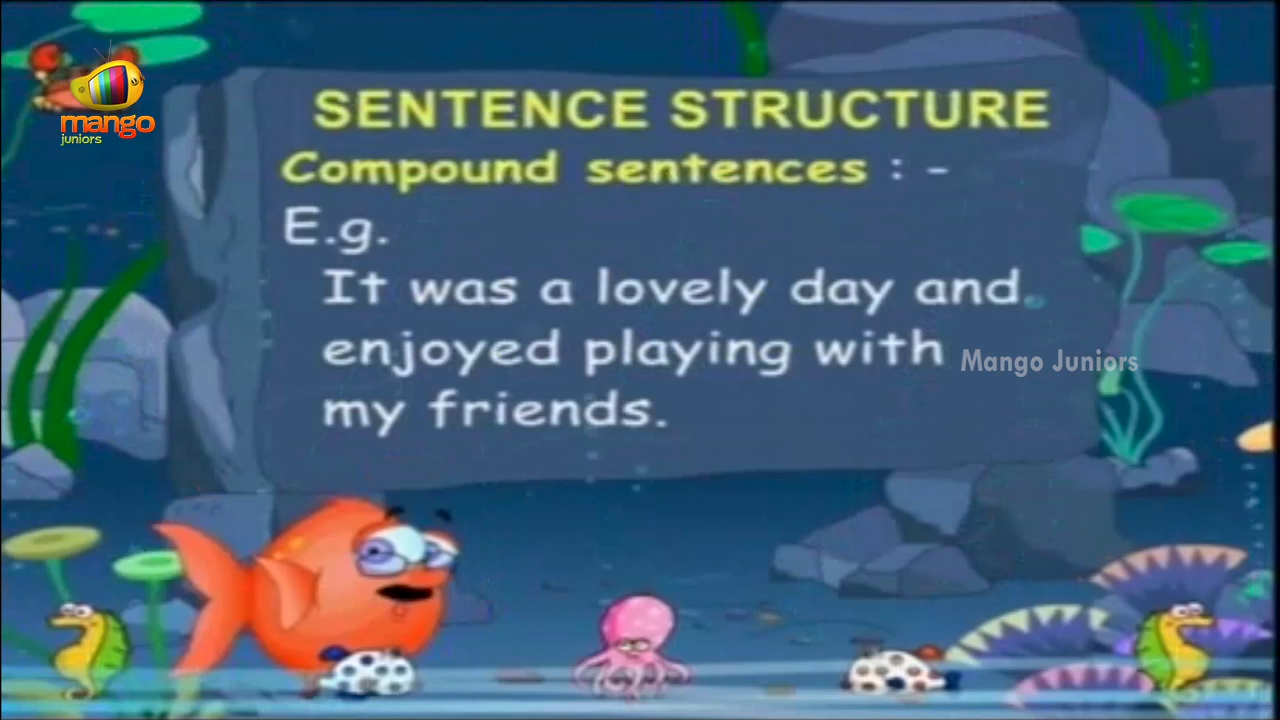 mango
juniors
SENTENCE STRUCTURE
Compound sentences : -
E.g.
It was a lovely day and
enjoyed playing with
Mango Juniors
my friends.